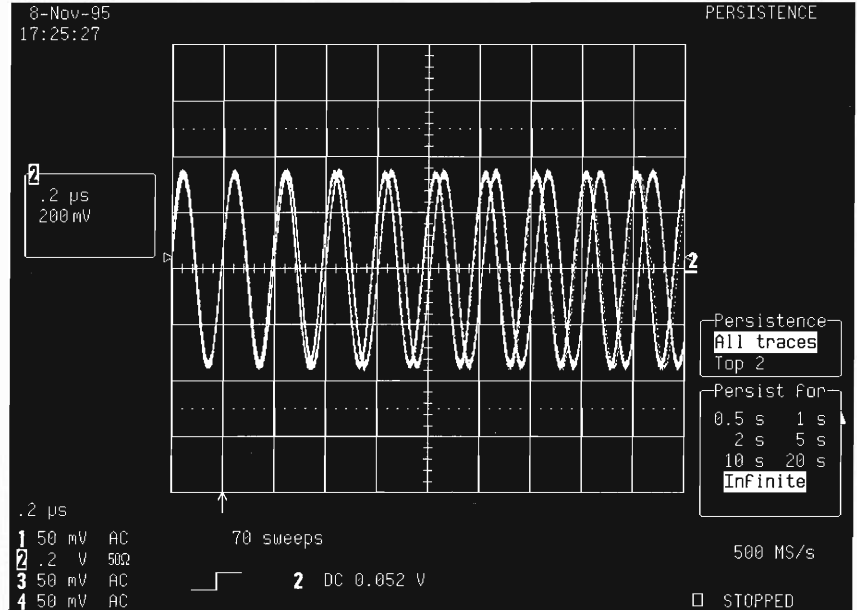 8-Nov-95
17:25:27
PERSISTENCE
2
.2 µs
200 mV
2
Persistence
All traces
Top 2
Persist for
0.5 s 1 s
2 s 5 s
10 s 20 s
Infinite
.2 µs
1 50 mV AC
2 .2 V 50Ω
3 50 mV AC
4 50 mV AC
70 sweeps
2 DC 0.052 V
500 MS/s
STOPPED